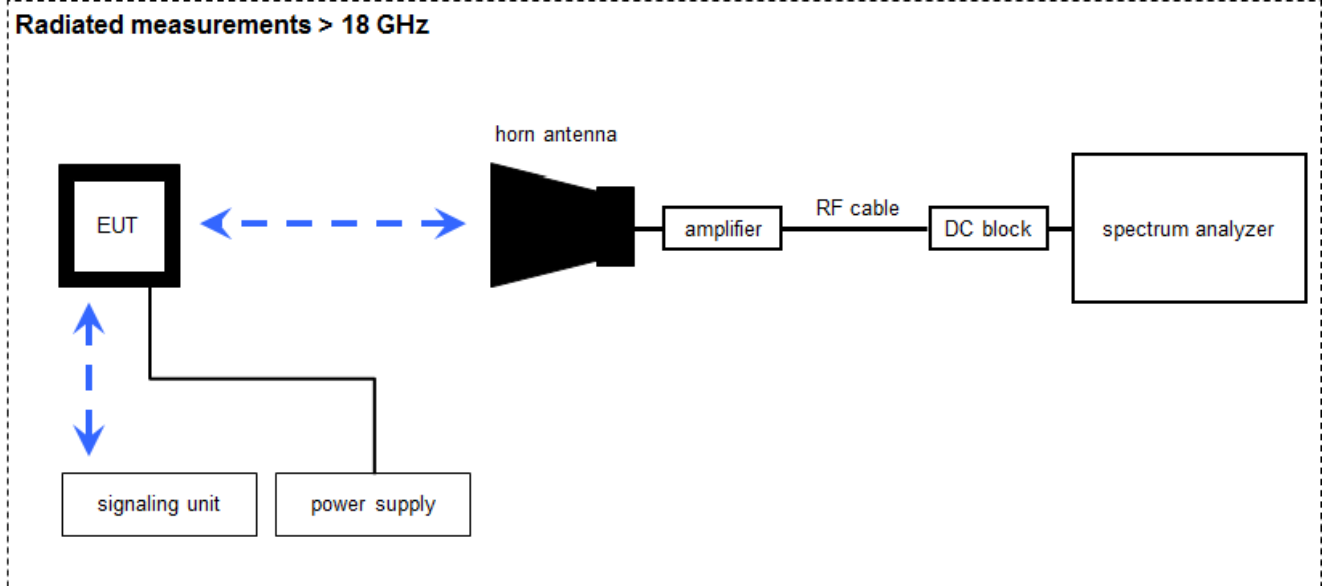 Radiated measurements > 18 GHz
horn antenna
EUT
amplifier
RF cable
DC block
spectrum analyzer
signaling unit
power supply